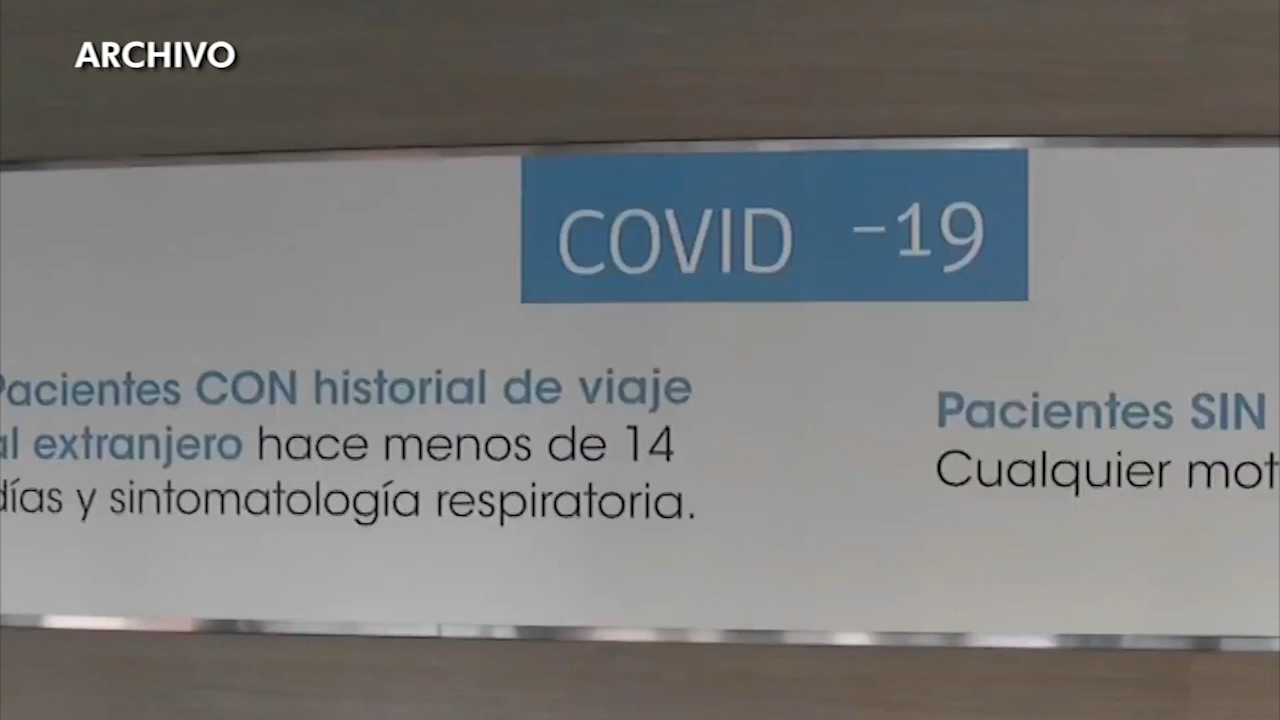 ARCHIVO
COVID -19
Pacientes CON historial de viaje
al extranjero hace menos de 14
días y sintomatología respiratoria.
Pacientes SIN
Cualquier